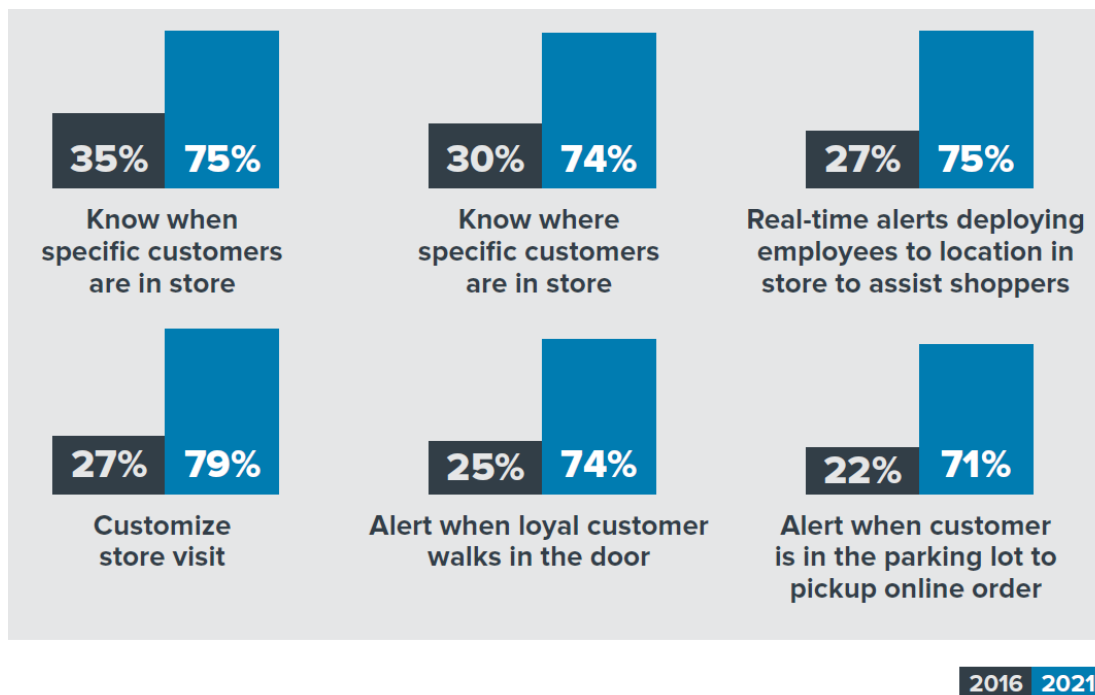 35% 75%
Know when
specific customers
are in store
30% 74%
Know where
specific customers
are in store
27% 75%
Real-time alerts deploying
employees to location in
store to assist shoppers
27% 79%
Customize
store visit
25% 74%
Alert when loyal customer
walks in the door
22% 71%
Alert when customer
is in the parking lot to
pickup online order
2016 2021